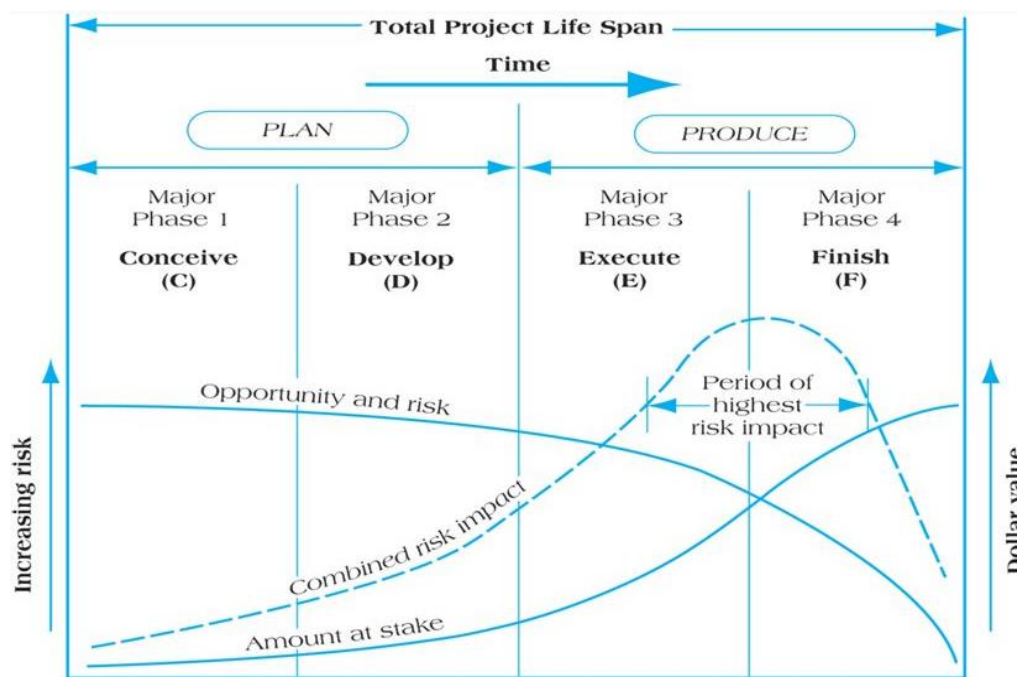 Total Project Life Span
Time
PLAN
PRODUCE
Major
Phase 1
Conceive
(C)
Major
Phase 2
Develop
(D)
Major
Phase 3
Execute
(E)
Major
Phase 4
Finish
(F)
Increasing risk
Opportunity and risk
Combined risk impact
Amount at stake
Period of
highest
risk impact
Dollar value